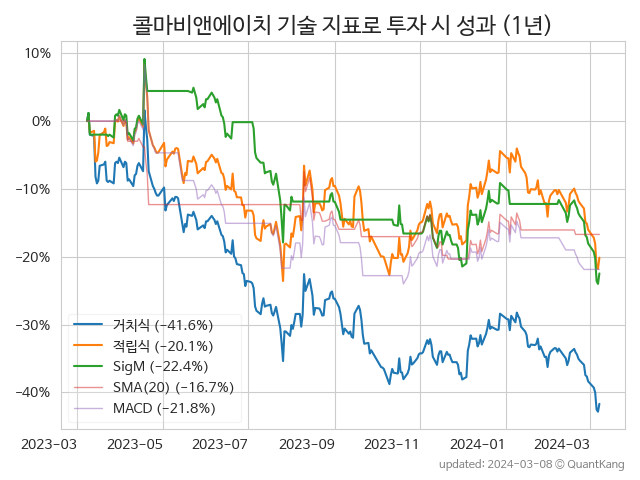 콜마비앤에이치 기술 지표로 투자 시 성과 (1년)
10%
0%
−10%
−20%
−30%
−40%
거치식 (−41.6%)
적립식 (−20.1%)
SigM (−22.4%)
SMA(20) (−16.7%)
MACD (−21.8%)
2023−03 2023−05 2023−07 2023−09 2023−11 2024−01 2024−03
updated: 2024−03−08 © QuantKang